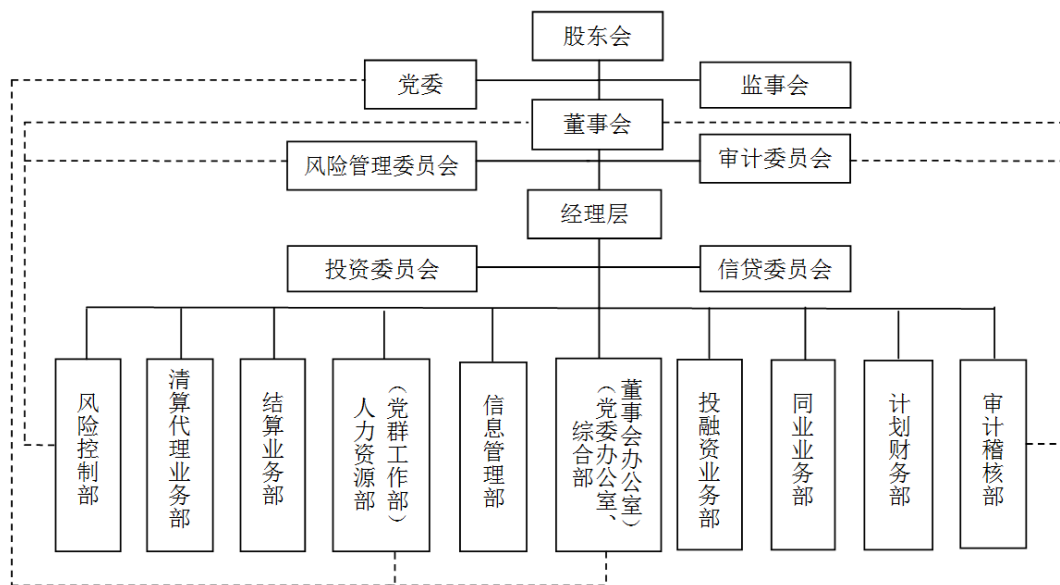 股东会
党委
监事会
董事会
风险管理委员会
审计委员会
经理层
投资委员会
信贷委员会
风险控制部
清算代理业务部
结算业务部
人力资源部
（党群工作部）
信息管理部
综合部
（党委办公室、
董事会办公室）
投融资业务部
同业业务部
计划财务部
审计稽核部